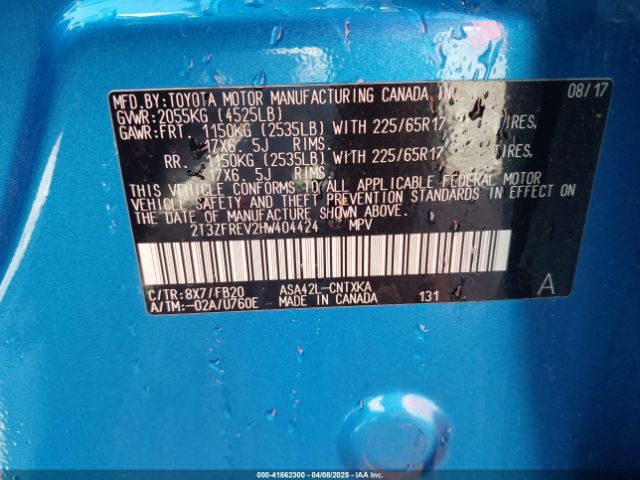 MFD.BY:TOYOTA MOTOR MANUFACTURING CANADA, 08/17
GVWR:2055KG (4525LB)
GAWR:FRT. 1150KG (2535LB) WITH 225/65R17 TIRES,
17X6. 5J RIMS.
RR. 1150KG (2535LB) WITH 225/65R17 TIRES,
17X6. 5J RIMS.
THIS VEHICLE CONFORMS TO ALL APPLICABLE FEDERAL MOTOR
VEHICLE SAFETY AND THEFT PREVENTION STANDARDS IN EFFECT ON
THE DATE OF MANUFACTURE SHOWN ABOVE.
2T3ZFREV2HW404424 MPV
C/TR:8X7/FB20 ASA42L-CNTXKA A
A/TM:-02A/U760E MADE IN CANADA 131
000-41862300 - 04/08/2025 - IAAI.COM